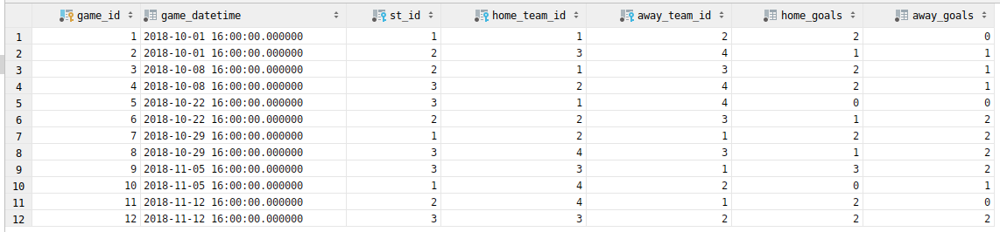 game_id game_datetime st_id home_team_id away_team_id home_goals away_goals
1 1 2018-10-01 16:00:00.000000 1 1 2 2 0
2 2 2018-10-01 16:00:00.000000 2 3 4 1 1
3 3 2018-10-08 16:00:00.000000 2 1 3 2 1
4 4 2018-10-08 16:00:00.000000 3 2 4 2 1
5 5 2018-10-22 16:00:00.000000 3 1 4 0 0
6 6 2018-10-22 16:00:00.000000 2 2 3 1 2
7 7 2018-10-29 16:00:00.000000 1 2 1 2 2
8 8 2018-10-29 16:00:00.000000 3 4 3 1 2
9 9 2018-11-05 16:00:00.000000 3 3 1 3 2
10 10 2018-11-05 16:00:00.000000 1 4 2 0 1
11 11 2018-11-12 16:00:00.000000 2 4 1 2 0
12 12 2018-11-12 16:00:00.000000 3 3 2 2 2